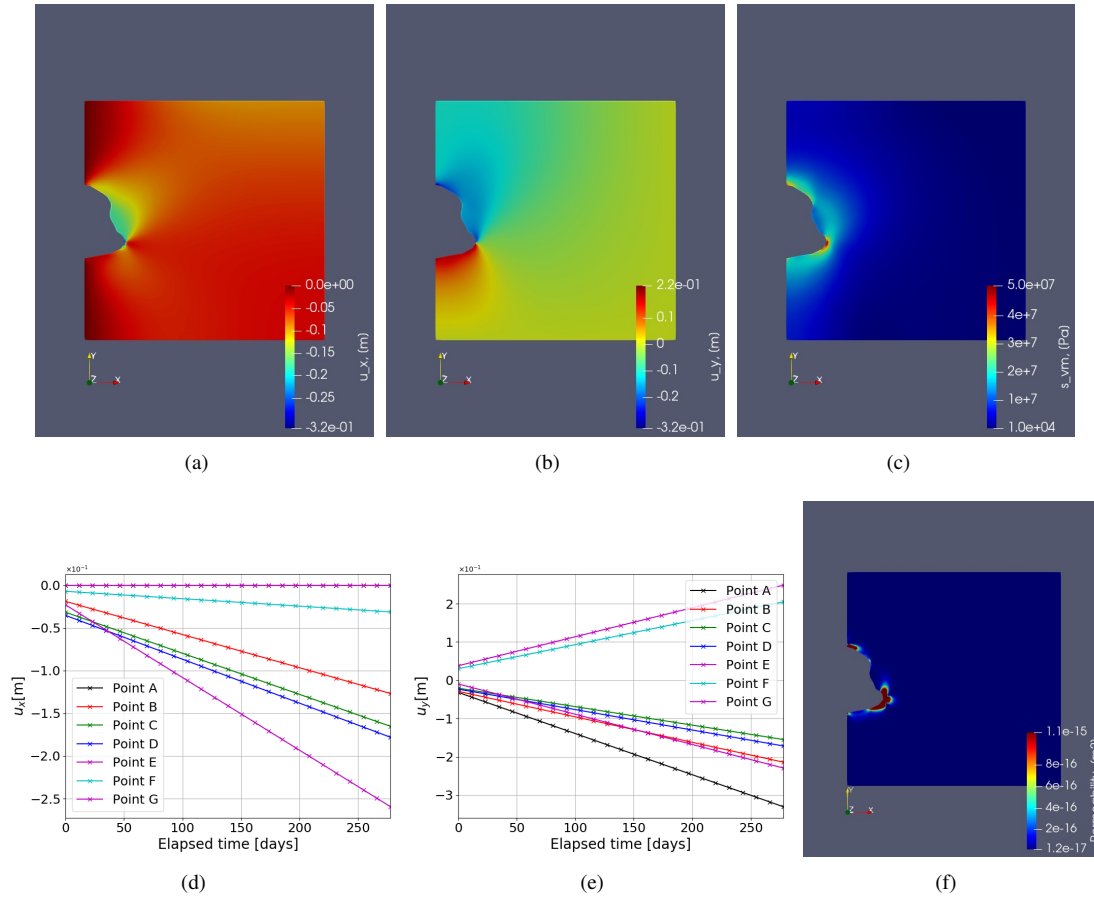 0.0e+00
-0.05
-0.1
-0.15
-0.2
-0.25
-3.2e-01
u_x, (m)
Y
Z
X
(a)
2.2e-01
0.1
0
-0.1
-0.2
-3.2e-01
u_y, (m)
Y
Z
X
(b)
5.0e+07
4e+7
3e+7
2e+7
1e+7
1.0e+04
s_vm, (Pa)
Y
Z
X
(c)
×10⁻¹
0.0
-0.5
-1.0
-1.5
-2.0
-2.5
uₓ[m]
Point A
Point B
Point C
Point D
Point E
Point F
Point G
0 50 100 150 200 250
Elapsed time [days]
(d)
×10⁻¹
2
1
0
−1
−2
−3
u_y[m]
Point A
Point B
Point C
Point D
Point E
Point F
Point G
0 50 100 150 200 250
Elapsed time [days]
(e)
1.1e-15
8e-16
6e-16
4e-16
2e-16
1.2e-17
Y
Z
X
(f)